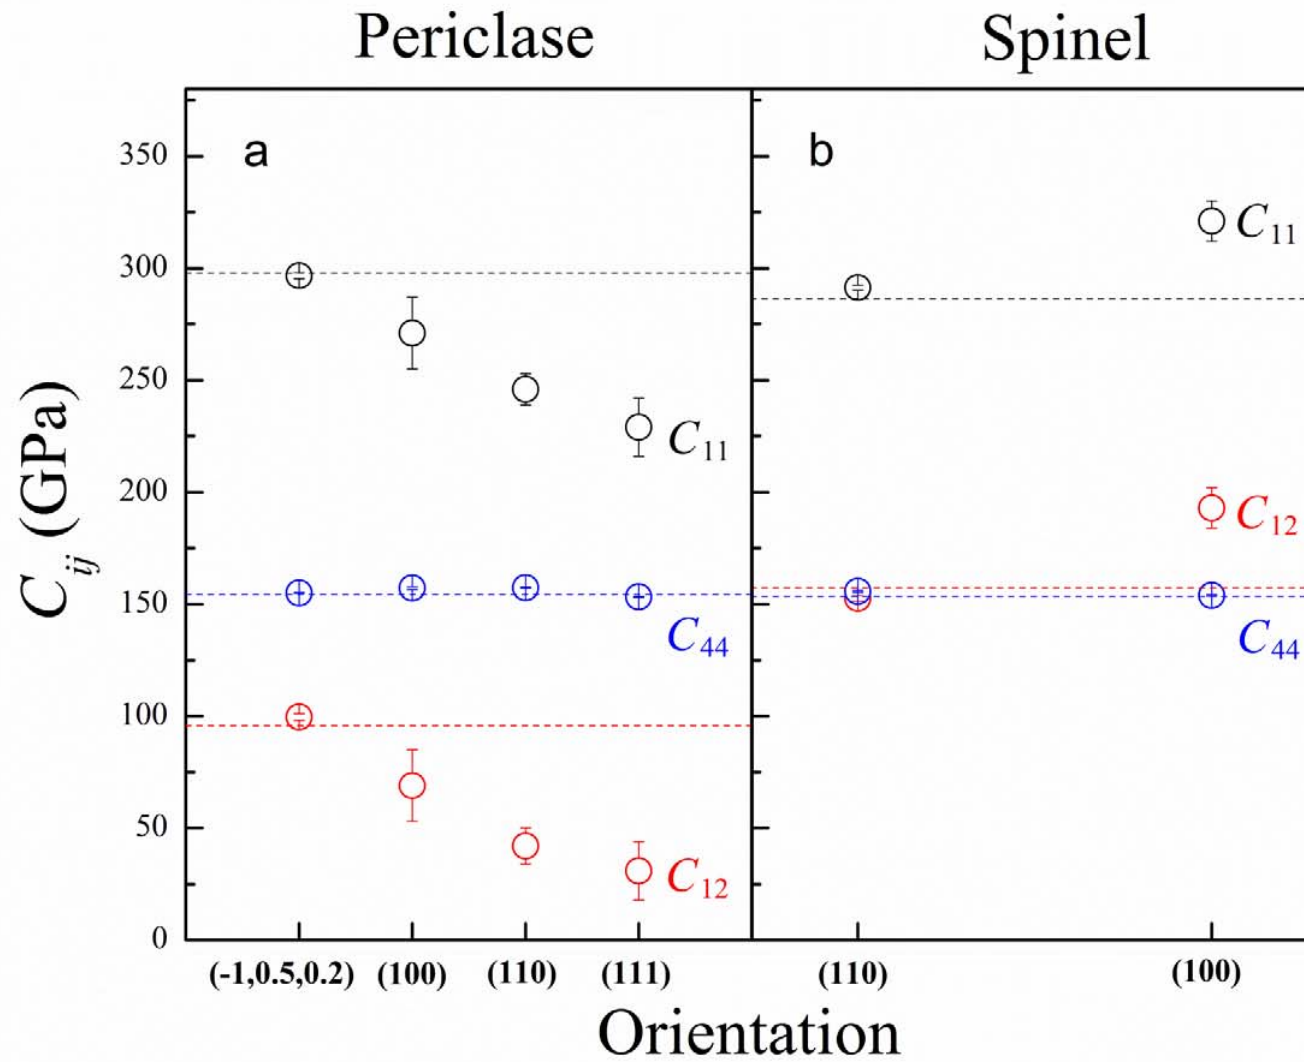 Periclase
Spinel
a
b
350
300
250
200
150
100
50
0
C11
C44
C12
C11
C12
C44
Cij (GPa)
(-1,0.5,0.2) (100) (110) (111)
(110) (100)
Orientation